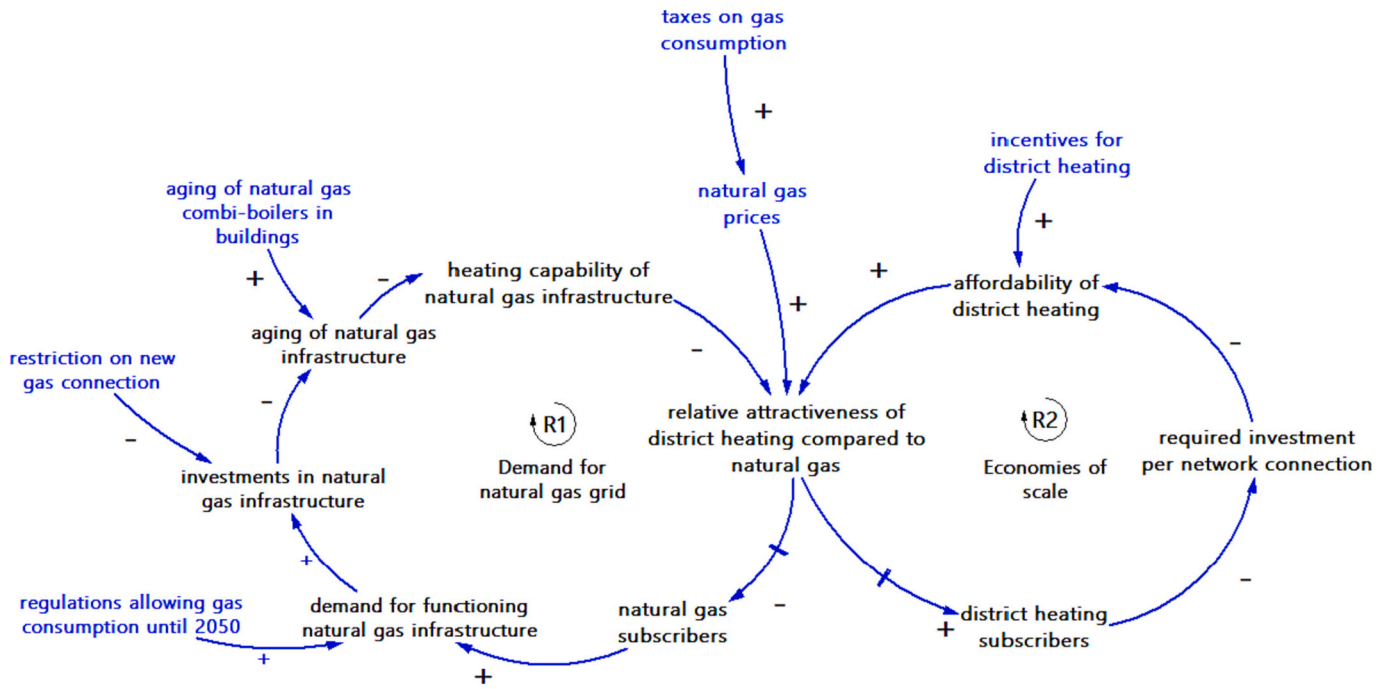 taxes on gas
consumption
+
incentives for
district heating
natural gas
prices
+
aging of natural gas
combi-boilers in
buildings
+
-
heating capability of
natural gas infrastructure
+
+
affordability of
district heating
aging of natural gas
infrastructure
-
-
restriction on new
gas connection
-
-
relative attractiveness of
district heating compared to
natural gas
R1
Demand for
natural gas grid
R2
Economies of
scale
required investment
per network connection
investments in natural
gas infrastructure
+
-
regulations allowing gas
consumption until 2050
+
demand for functioning
natural gas infrastructure
+
natural gas
subscribers
-
+
district heating
subscribers